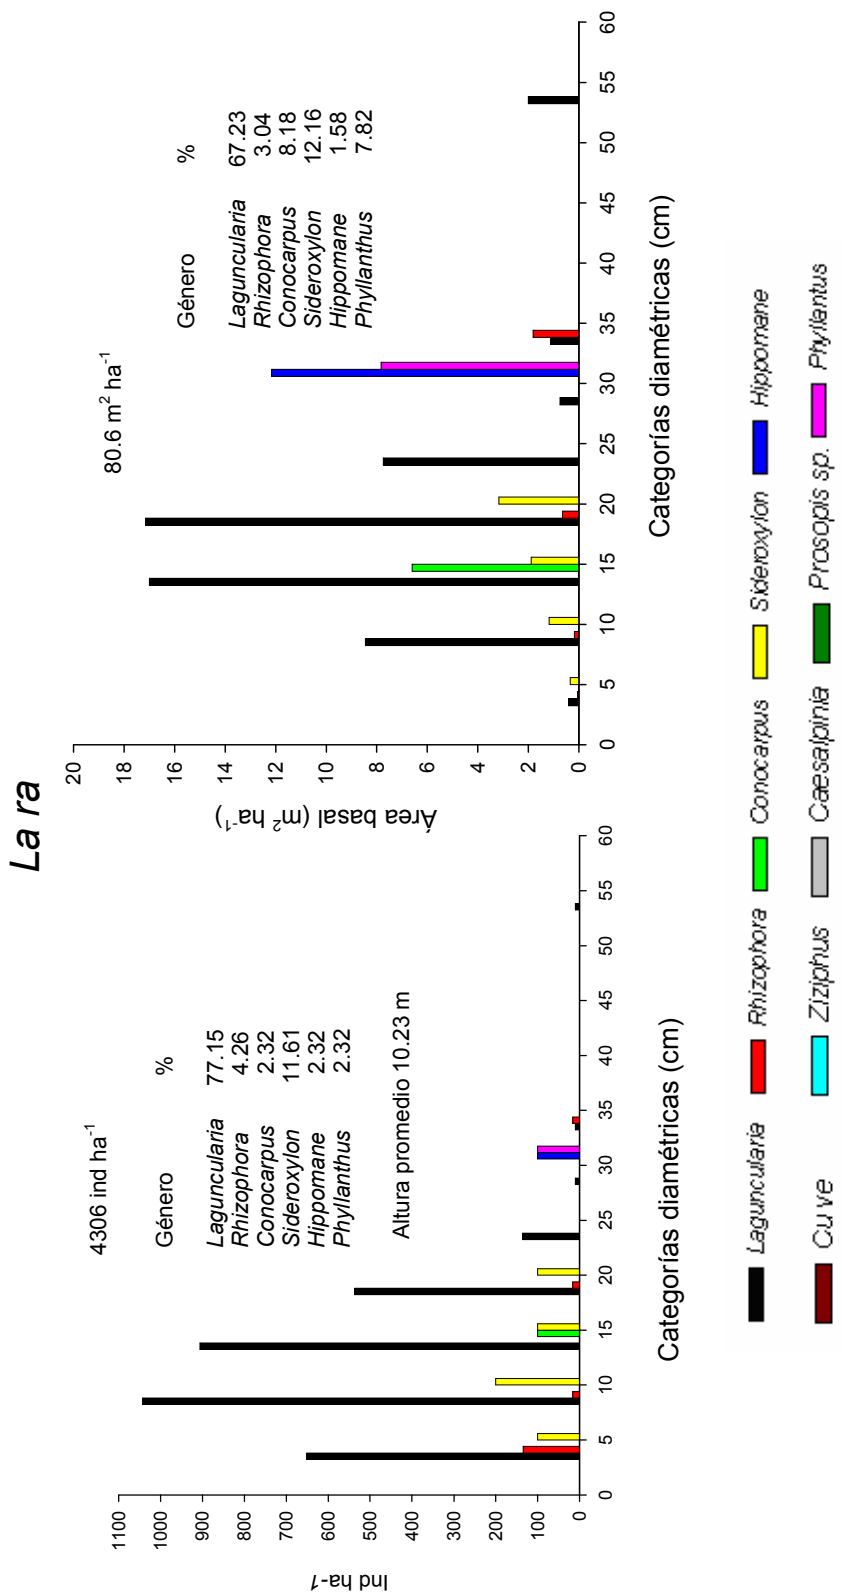 La ra
4306 ind ha-1
Género %
Laguncularia 77.15
Rhizophora 4.26
Conocarpus 2.32
Sideroxylon 11.61
Hippomane 2.32
Phyllanthus 2.32
Altura promedio 10.23 m
Ind ha-1
1100
1000
900
800
700
600
500
400
300
200
100
0
0 5 10 15 20 25 30 35 40 45 50 55 60
Categorías diamétricas (cm)
80.6 m2 ha-1
Género %
Laguncularia 67.23
Rhizophora 3.04
Conocarpus 8.18
Sideroxylon 12.16
Hippomane 1.58
Phyllanthus 7.82
Área basal (m2 ha-1)
20
18
16
14
12
10
8
6
4
2
0
0 5 10 15 20 25 30 35 40 45 50 55 60
Categorías diamétricas (cm)
Laguncularia Rhizophora Conocarpus Sideroxylon Hippomane
Cu ve Ziziphus Caesalpinia Prosopis sp. Phyllantus